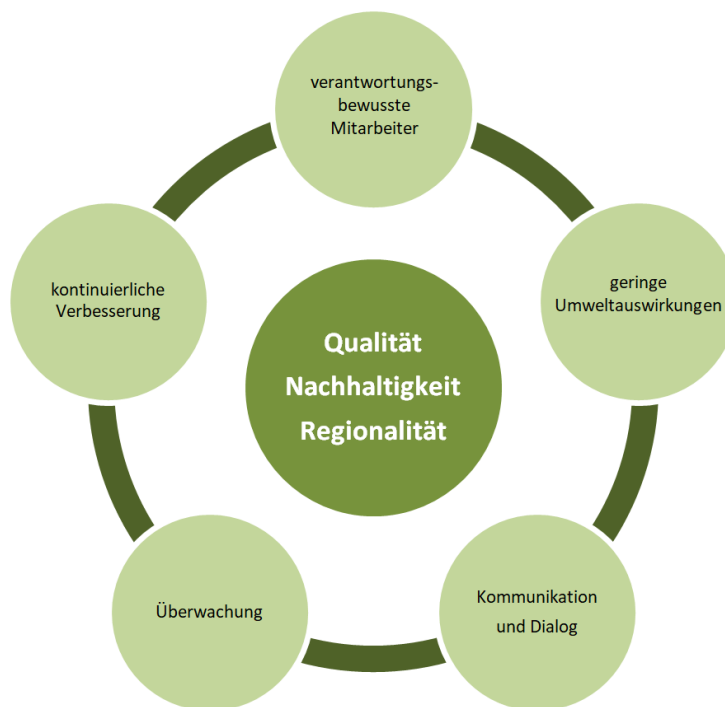 verantwortungs-
bewusste
Mitarbeiter
geringe
Umweltauswirkungen
Kommunikation
und Dialog
Überwachung
kontinuierliche
Verbesserung
Qualität
Nachhaltigkeit
Regionalität